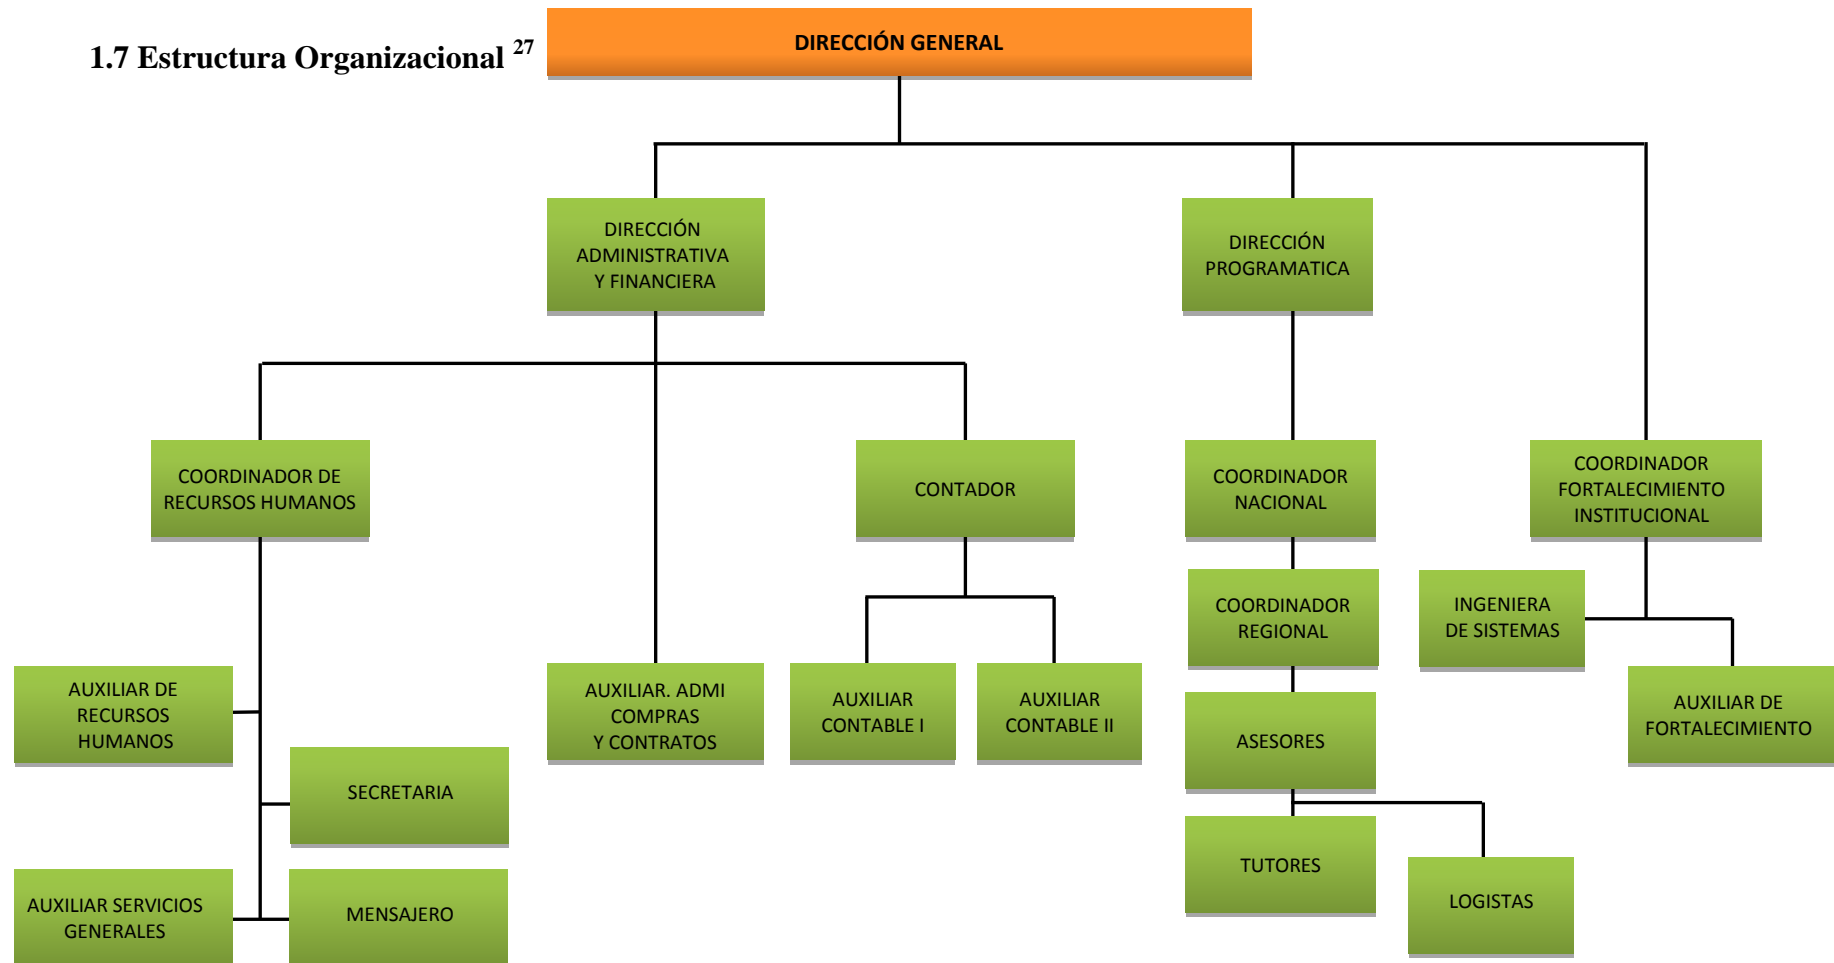 1.7 Estructura Organizacional 27
DIRECCIÓN GENERAL
DIRECCIÓN
ADMINISTRATIVA
Y FINANCIERA
DIRECCIÓN
PROGRAMATICA
COORDINADOR DE
RECURSOS HUMANOS
CONTADOR
COORDINADOR
NACIONAL
COORDINADOR
FORTALECIMIENTO
INSTITUCIONAL
COORDINADOR
REGIONAL
INGENIERA
DE SISTEMAS
AUXILIAR DE
RECURSOS
HUMANOS
AUXILIAR. ADMI
COMPRAS
Y CONTRATOS
AUXILIAR
CONTABLE I
AUXILIAR
CONTABLE II
ASESORES
AUXILIAR DE
FORTALECIMIENTO
SECRETARIA
TUTORES
LOGISTAS
AUXILIAR SERVICIOS
GENERALES
MENSAJERO